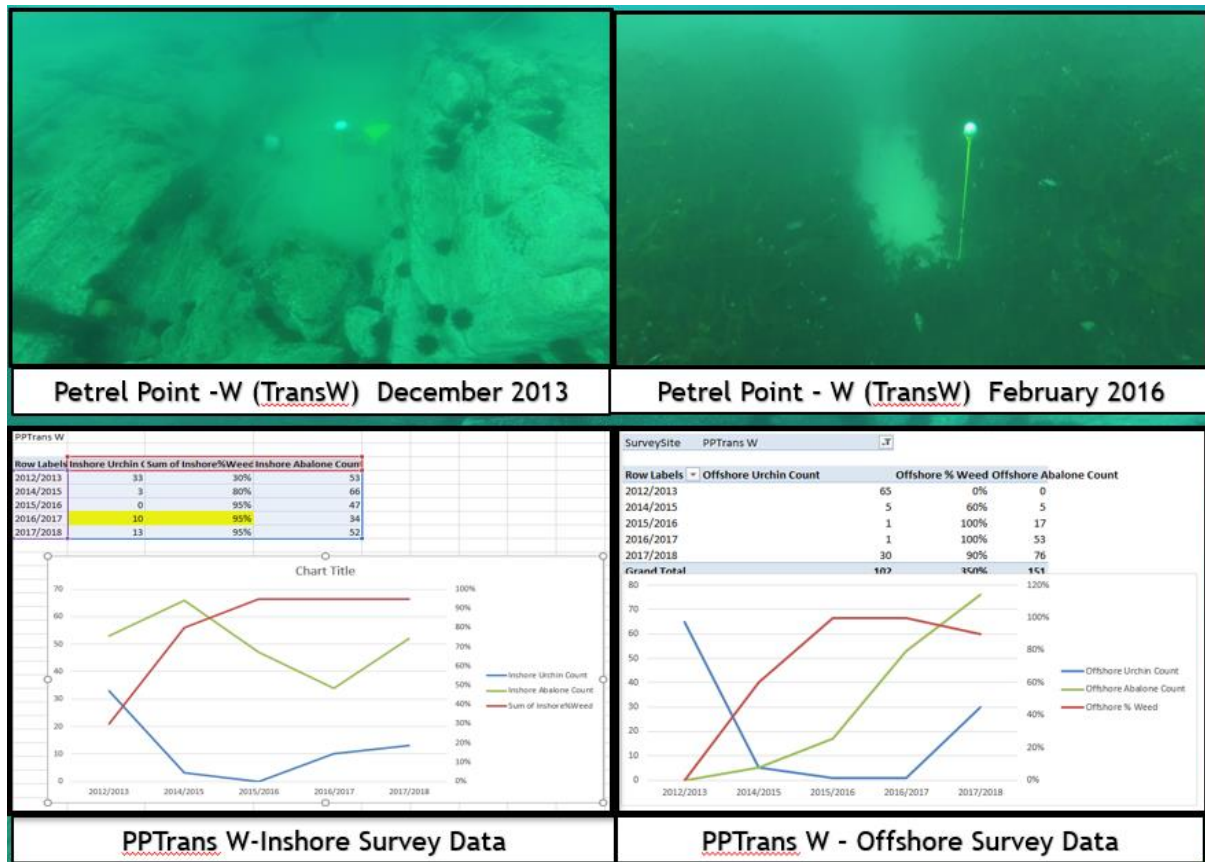 Petrel Point -W (TransW) December 2013
Petrel Point - W (TransW) February 2016
PPTrans W
Row Labels Inshore Urchin C Sum of Inshore%Weed Inshore Abalone Count
2012/2013 33 30% 53
2014/2015 3 80% 66
2015/2016 0 95% 47
2016/2017 10 95% 34
2017/2018 13 95% 52
Chart Title
70 100%
60 90%
50 80%
40 70%
30 60%
20 50%
10 40%
0 30%
20%
10%
0%
Inshore Urchin Count
Inshore Abalone Count
Sum of Inshore%Weed
2012/2013 2014/2015 2015/2016 2016/2017 2017/2018
SurveySite PPTrans W
Row Labels Offshore Urchin Count Offshore % Weed Offshore Abalone Count
2012/2013 65 0% 0
2014/2015 5 60% 5
2015/2016 1 100% 17
2016/2017 1 100% 53
2017/2018 30 90% 76
Grand Total 102 350% 151
80 120%
70 100%
60 80%
50 60%
40 40%
30 20%
20 0%
10
0
Offshore Urchin Count
Offshore Abalone Count
Offshore % Weed
2012/2013 2014/2015 2015/2016 2016/2017 2017/2018
PPTrans W-Inshore Survey Data
PPTrans W - Offshore Survey Data